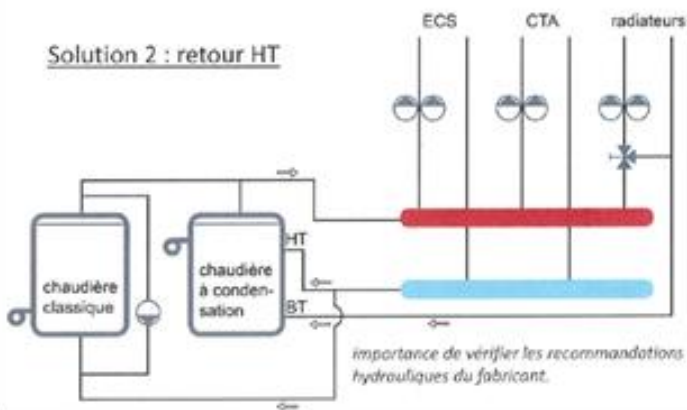 ECS CTA radiateurs
Solution 2 : retour HT
HT
chaudière
classique
chaudière
à conden-
sation
BT
importance de vérifier les recommandations
hydrauliques du fabricant.